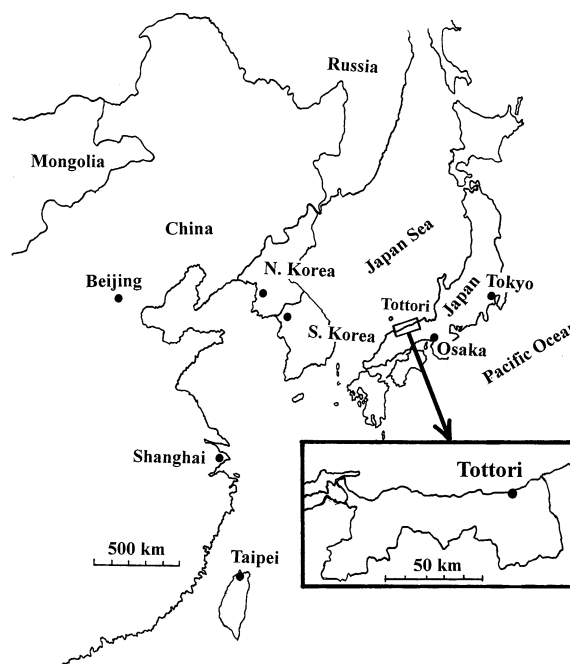 Russia
Mongolia
China
Japan Sea
N. Korea
Beijing
Tokyo
Japan
Tottori
S. Korea
Osaka
Pacific Ocean
Shanghai
Tottori
500 km
Taipei
50 km